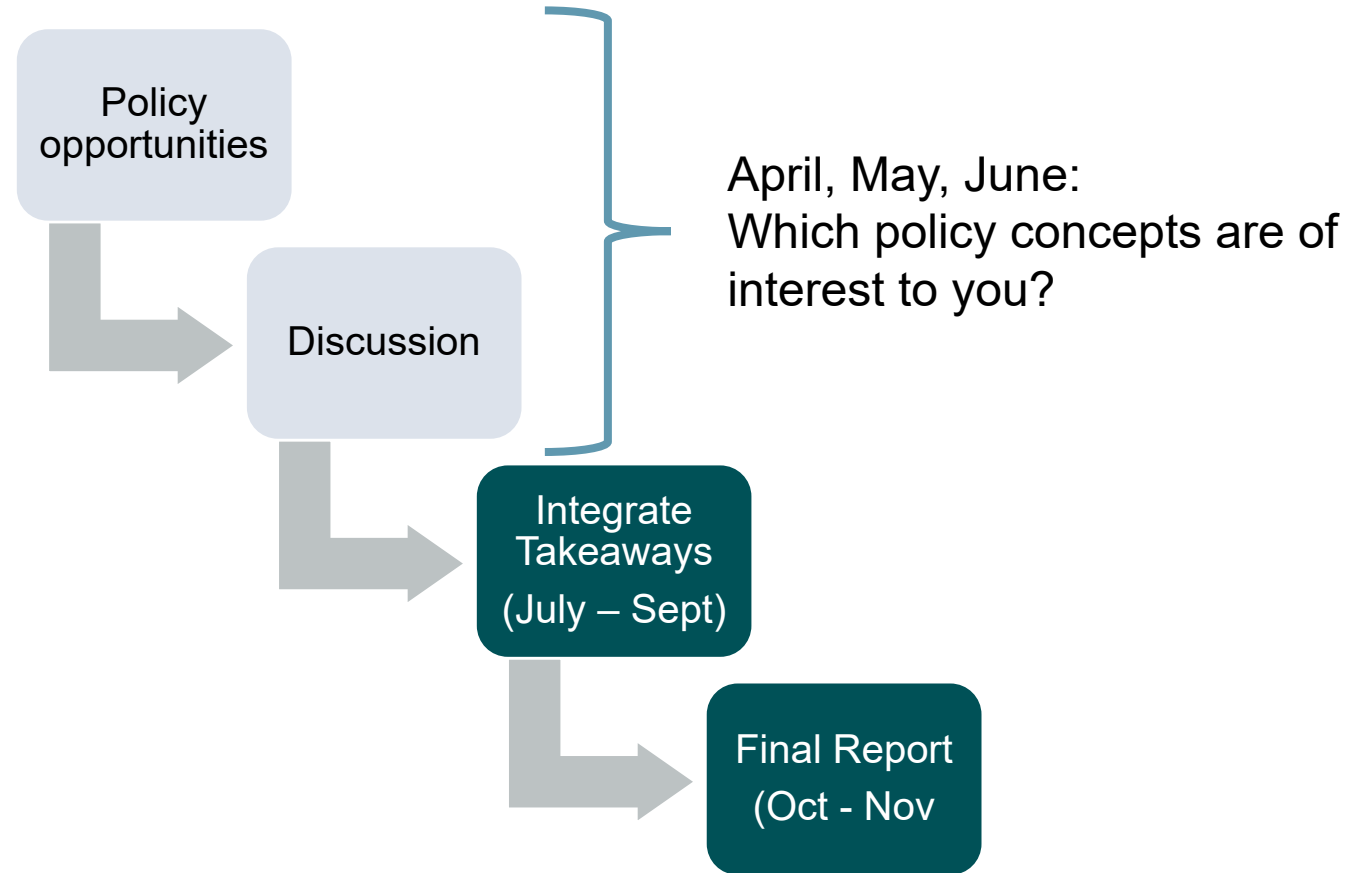 Policy
opportunities
Discussion
April, May, June:
Which policy concepts are of
interest to you?
Integrate
Takeaways
(July – Sept)
Final Report
(Oct - Nov